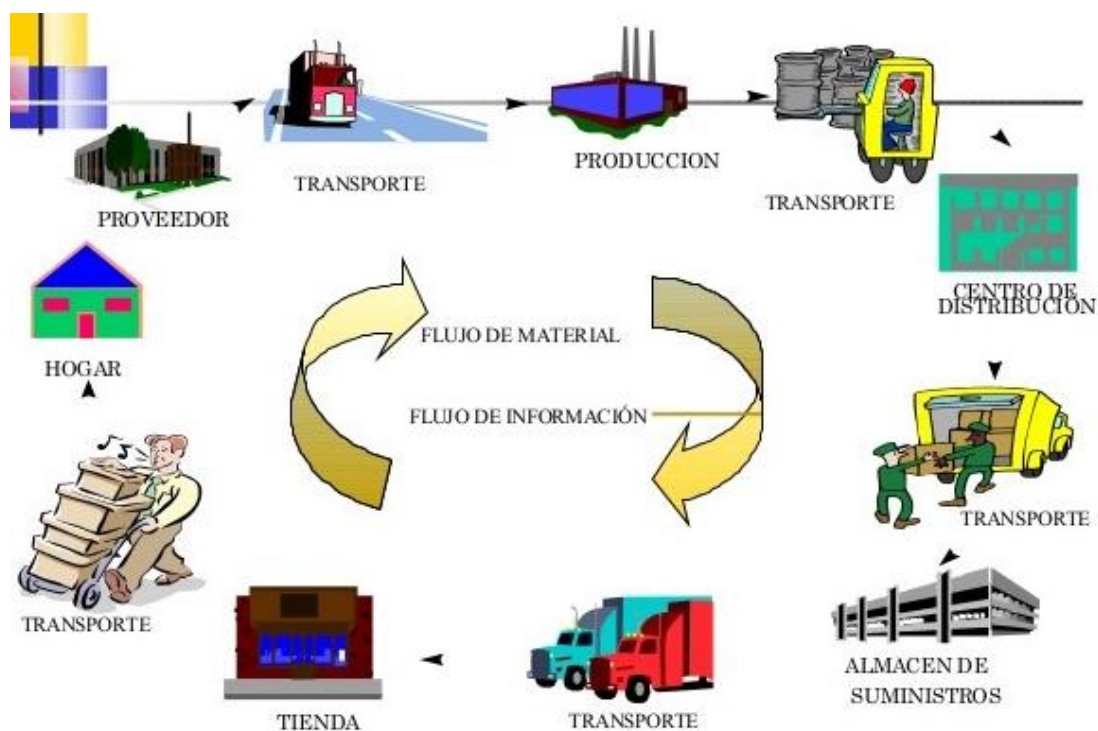 PROVEEDOR
TRANSPORTE
PRODUCCION
TRANSPORTE
CENTRO DE
DISTRIBUCIÓN
TRANSPORTE
ALMACEN DE
SUMINISTROS
TRANSPORTE
TIENDA
TRANSPORTE
HOGAR
FLUJO DE MATERIAL
FLUJO DE INFORMACIÓN